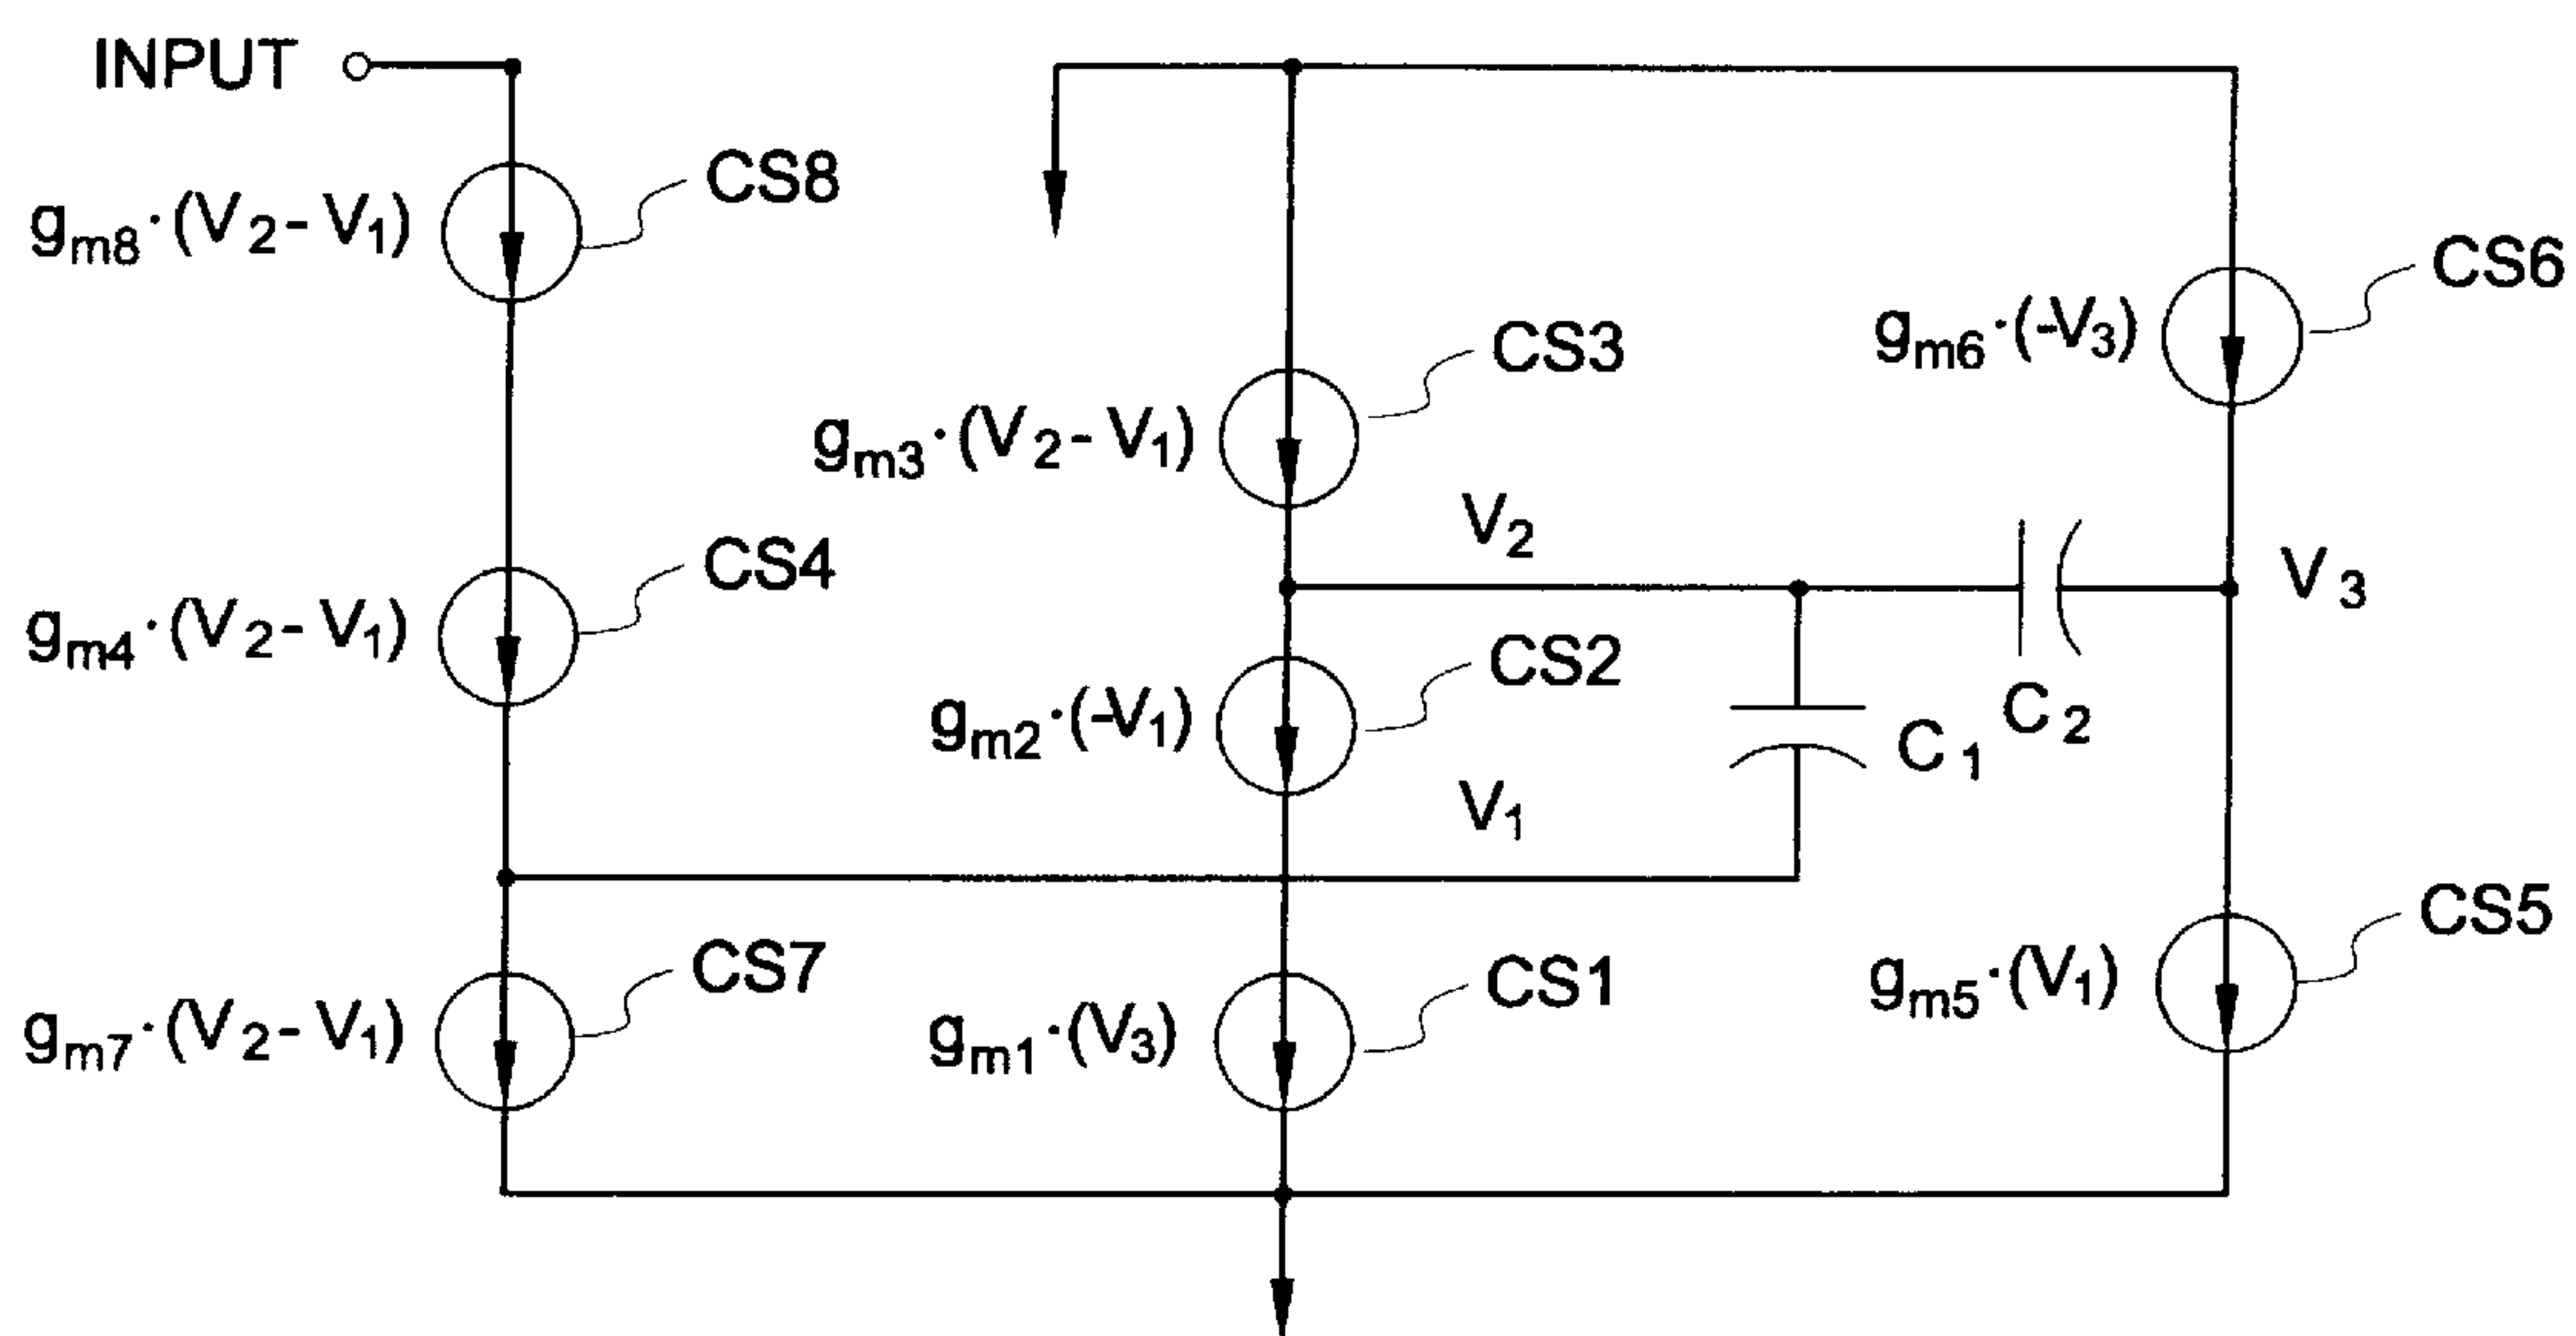 INPUT
CS8
gm8·(V2- V1)
CS6
gm6·(-V3)
CS3
gm3·(V2- V1)
V2
CS4
gm4·(V2- V1)
V3
CS2
gm2·(-V1)
C2
C1
V1
CS7
gm7·(V2- V1)
CS1
gm1·(V3)
CS5
gm5·(V1)